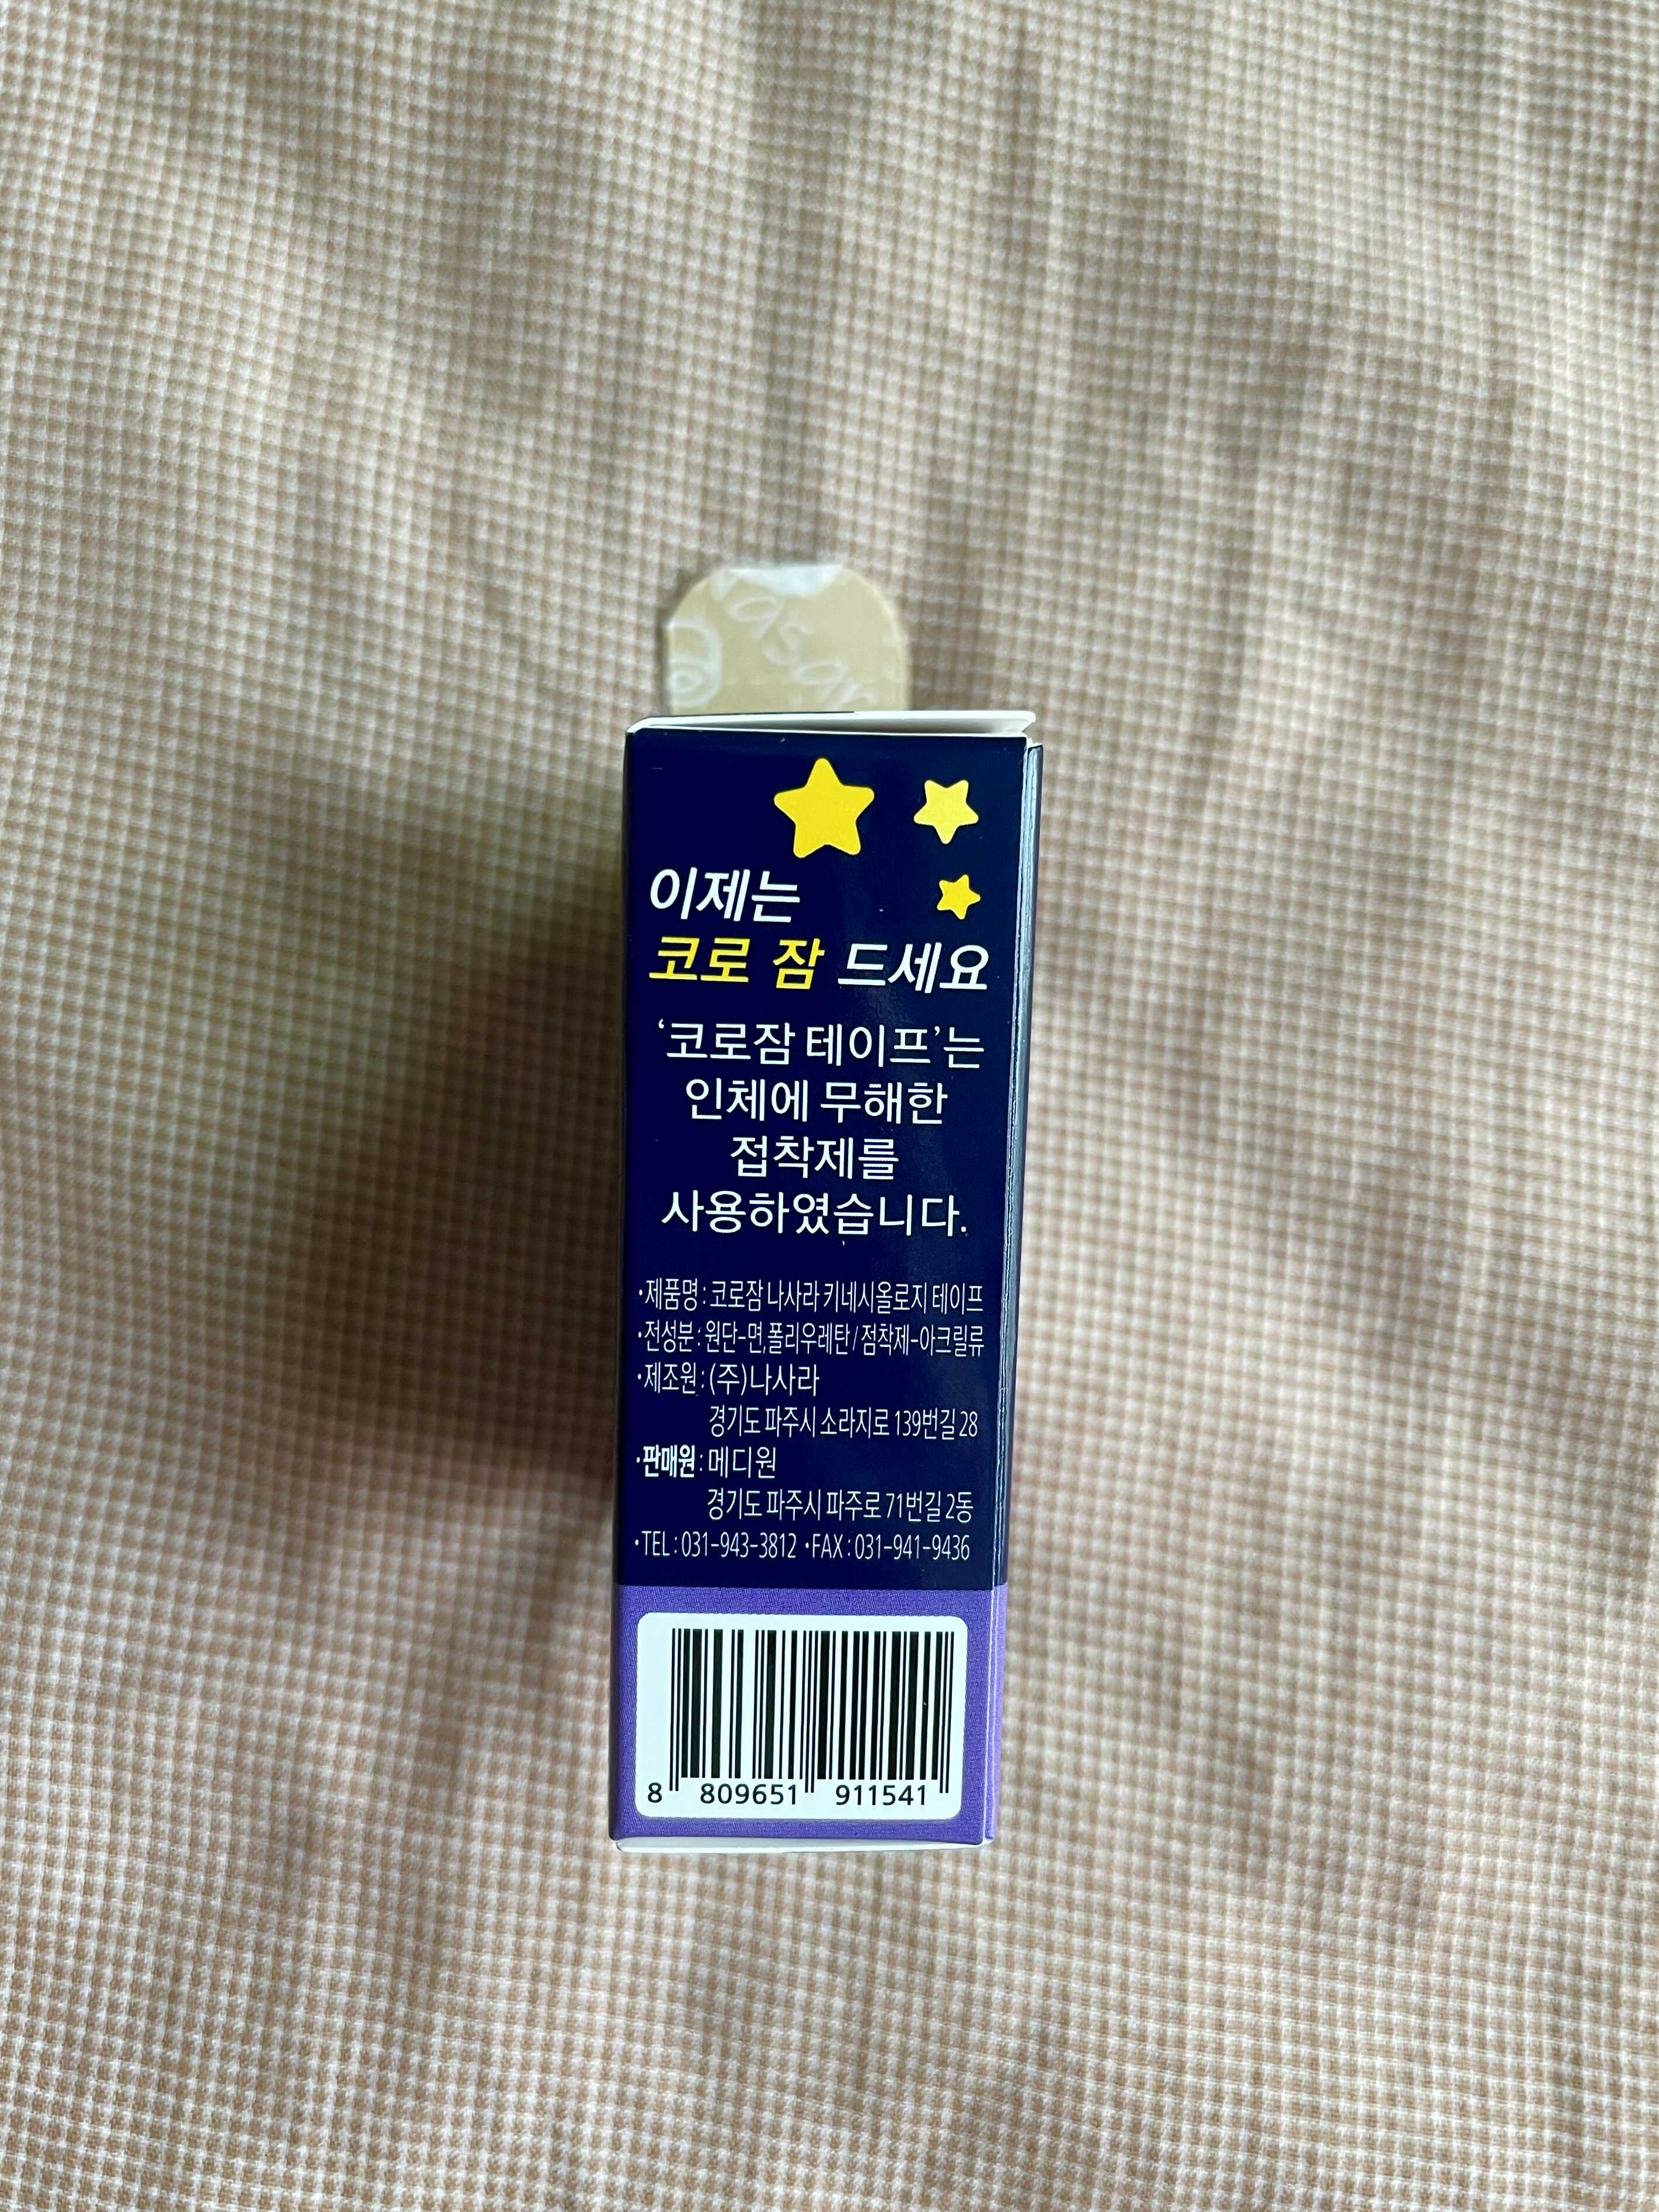 이제는
코로 잠 드세요
‘코로잠 테이프’는
인체에 무해한
접착제를
사용하였습니다.
•제품명 : 코로잠 나사라 키네시올로지 테이프
•전성분 : 원단-면,폴리우레탄 / 점착제-아크릴류
•제조원 : (주)나사라
경기도 파주시 소라지로 139번길 28
•판매원 : 메디원
경기도 파주시 파주로 71번길 2동
•TEL : 031-943-3812 •FAX : 031-941-9436
8 809651 911541